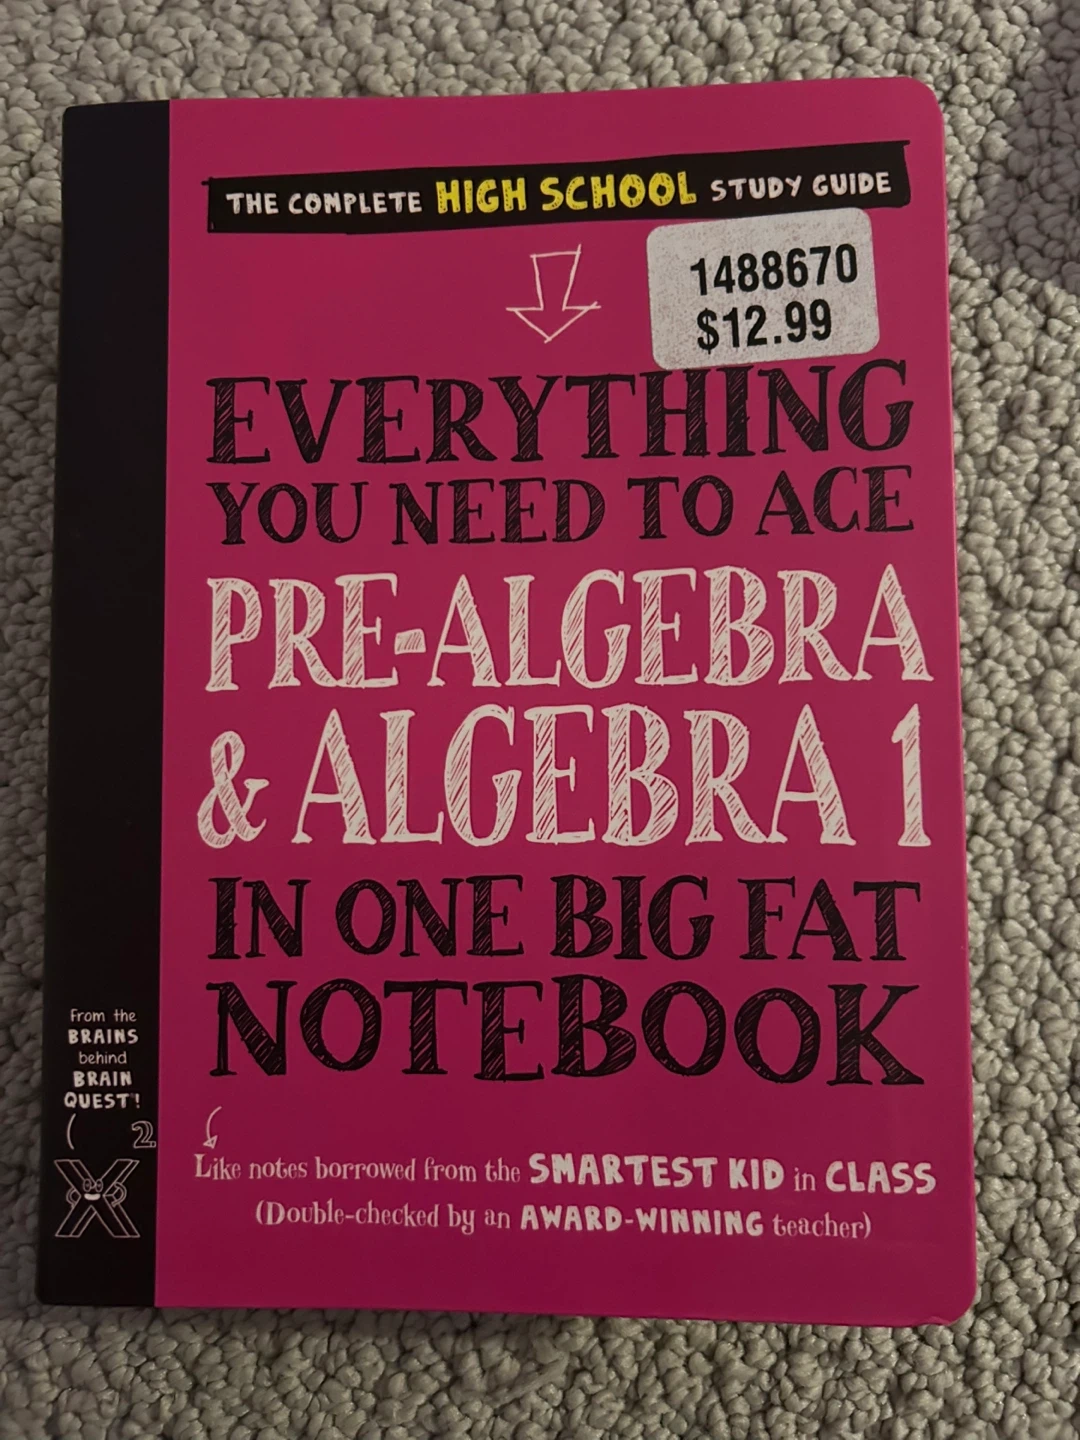 THE COMPLETE HIGH SCHOOL STUDY GUIDE
1488670
$12.99
EVERYTHING
YOU NEED TO ACE
PRE-ALGEBRA
& ALGEBRA 1
IN ONE BIG FAT
NOTEBOOK
From the
BRAINS
behind
BRAIN
QUEST!
( 2
X
Like notes borrowed from the SMARTEST KID in CLASS
(Double-checked by an AWARD-WINNING teacher)